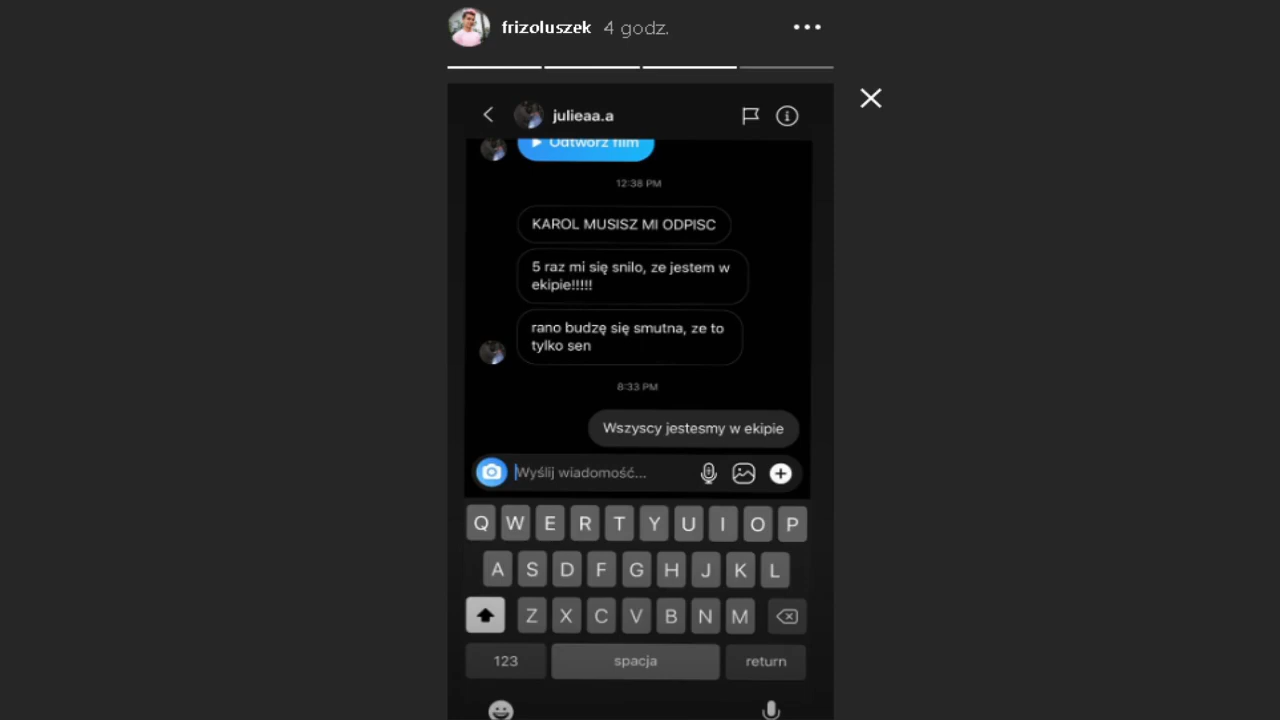 frizoluszek 4 godz.
julieaa.a
Odtwórz film
12:38 PM
KAROL MUSISZ MI ODPISC
5 raz mi się snilo, ze jestem w
ekipie!!!!!
rano budzę się smutna, ze to
tylko sen
8:33 PM
Wszyscy jestesmy w ekipie
Wyślij wiadomość...
Q W E R T Y U I O P
A S D F G H J K L
Z X C V B N M
123 spacja return